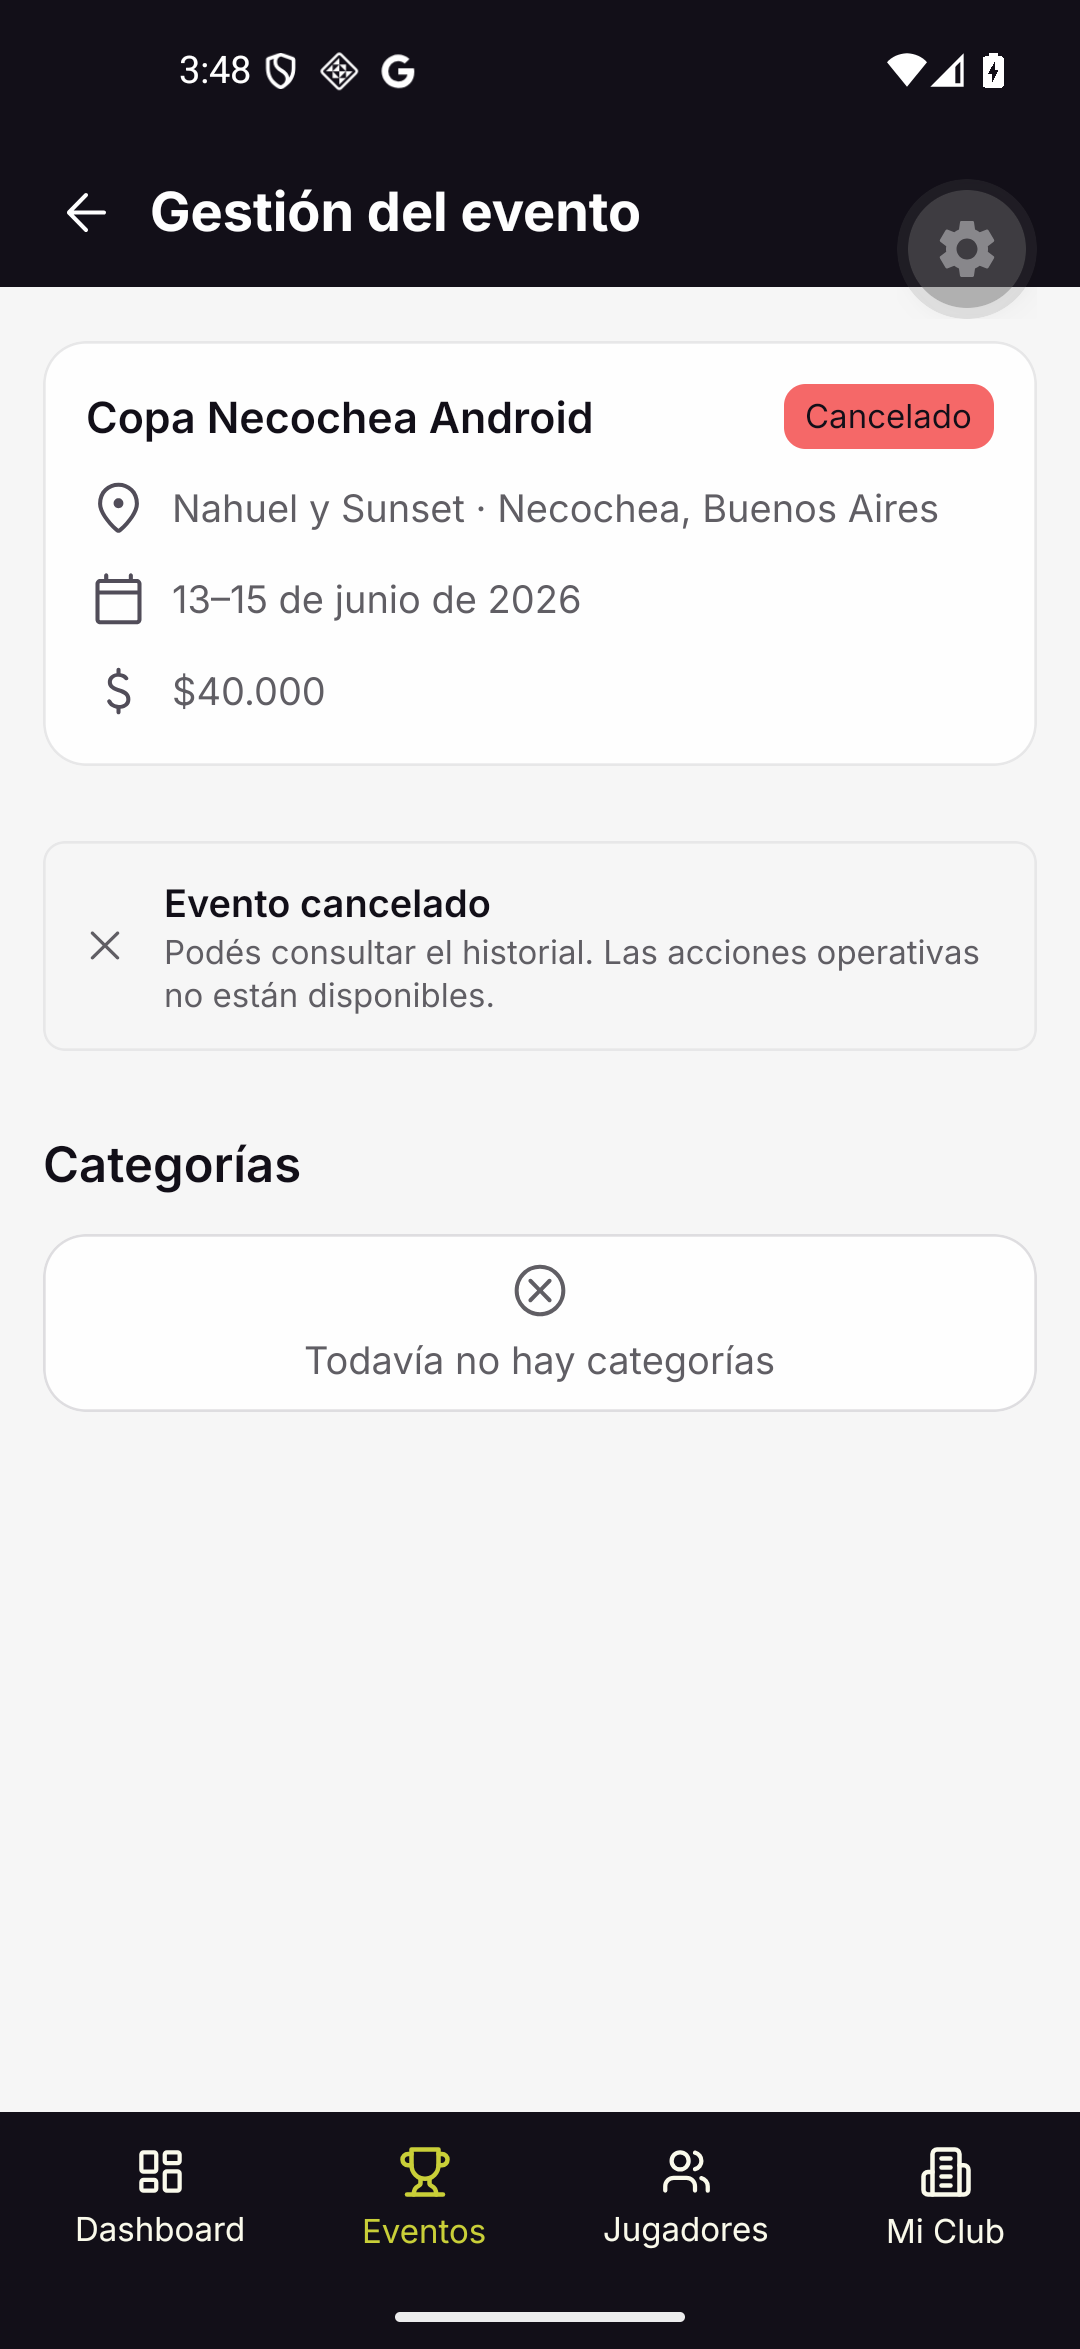 3:48
Gestión del evento
Copa Necochea Android
Cancelado
Nahuel y Sunset · Necochea, Buenos Aires
13–15 de junio de 2026
$40.000
Evento cancelado
Podés consultar el historial. Las acciones operativas
no están disponibles.
Categorías
Todavía no hay categorías
Dashboard
Eventos
Jugadores
Mi Club